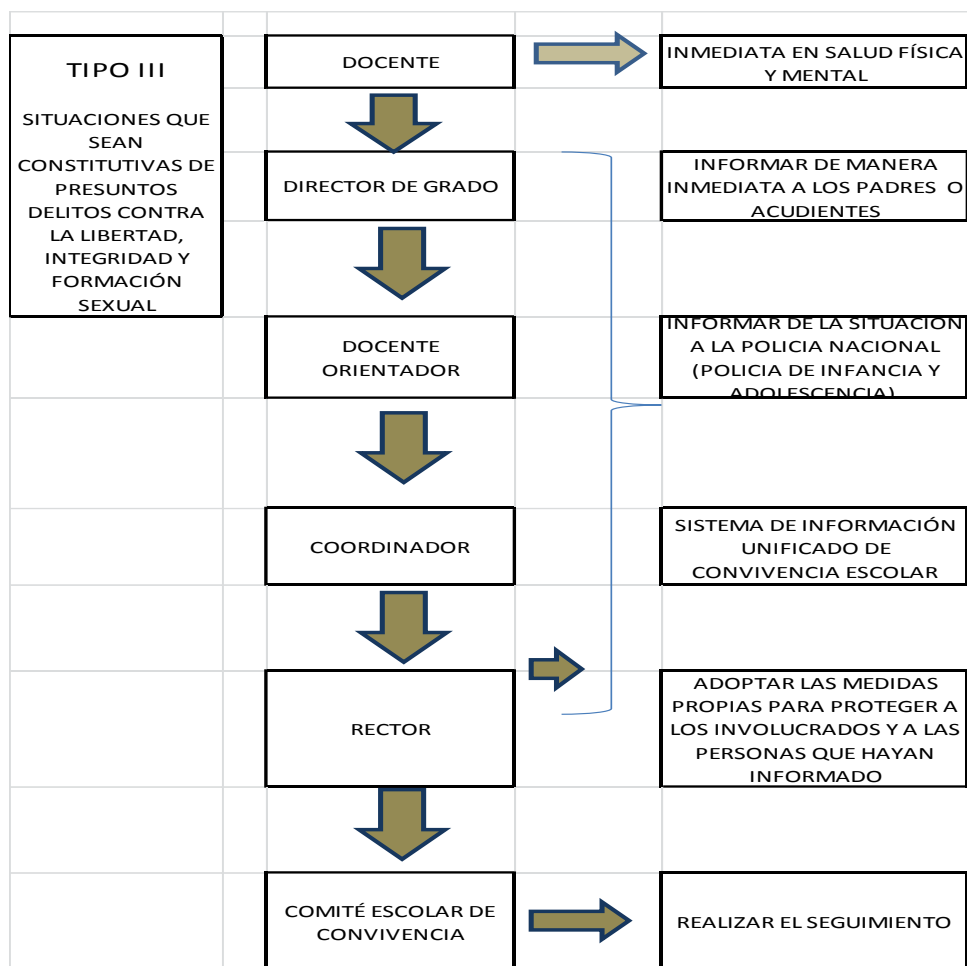 TIPO III
SITUACIONES QUE
SEAN
CONSTITUTIVAS DE
PRESUNTOS
DELITOS CONTRA
LA LIBERTAD,
INTEGRIDAD Y
FORMACIÓN
SEXUAL
DOCENTE
INMEDIATA EN SALUD FÍSICA
Y MENTAL
DIRECTOR DE GRADO
INFORMAR DE MANERA
INMEDIATA A LOS PADRES O
ACUDIENTES
DOCENTE
ORIENTADOR
INFORMAR DE LA SITUACION
A LA POLICIA NACIONAL
(POLICIA DE INFANCIA Y
ADOLESCENCIA)
COORDINADOR
SISTEMA DE INFORMACIÓN
UNIFICADO DE
CONVIVENCIA ESCOLAR
RECTOR
ADOPTAR LAS MEDIDAS
PROPIAS PARA PROTEGER A
LOS INVOLUCRADOS Y A LAS
PERSONAS QUE HAYAN
INFORMADO
COMITÉ ESCOLAR DE
CONVIVENCIA
REALIZAR EL SEGUIMIENTO